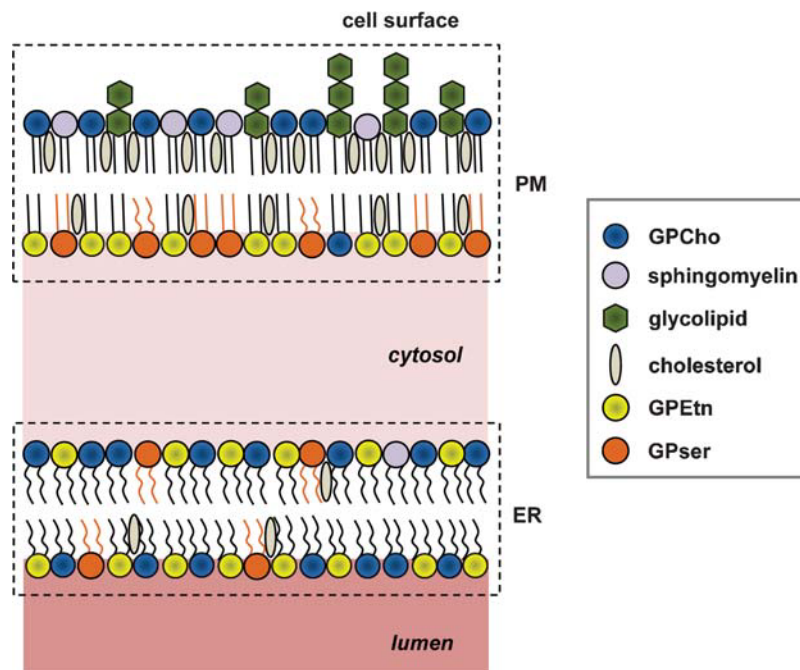 cell surface
PM
GPCho
sphingomyelin
glycolipid
cholesterol
GPEtn
GPser
cytosol
ER
lumen